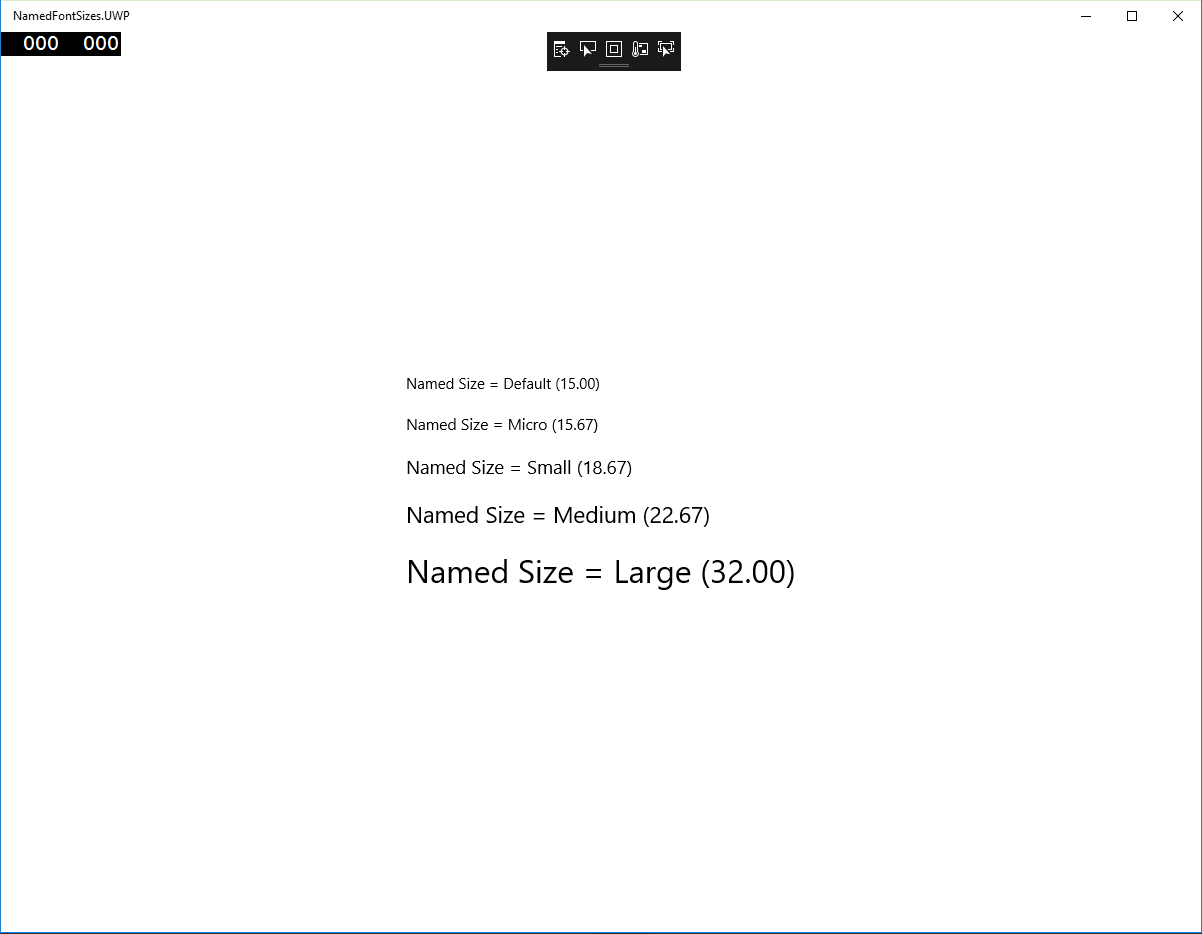 NamedFontSizes.UWP
000 000
Named Size = Default (15.00)
Named Size = Micro (15.67)
Named Size = Small (18.67)
Named Size = Medium (22.67)
Named Size = Large (32.00)